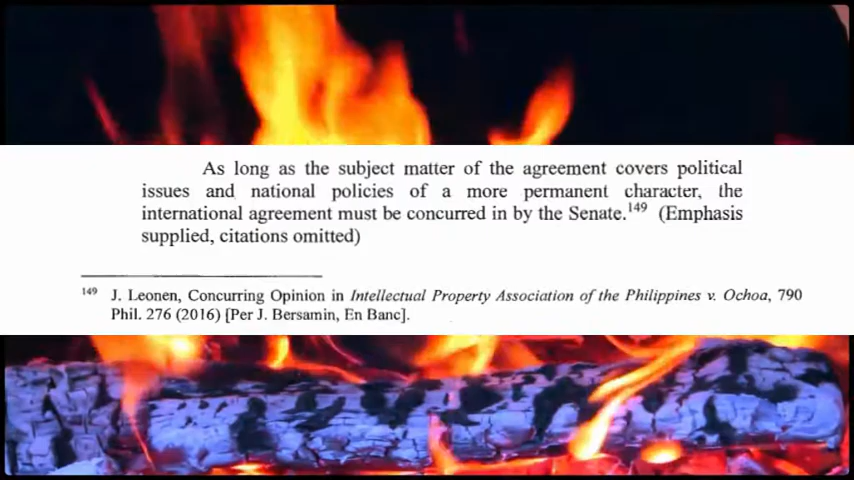 As long as the subject matter of the agreement covers political
issues and national policies of a more permanent character, the
international agreement must be concurred in by the Senate.149 (Emphasis
supplied, citations omitted)
149 J. Leonen, Concurring Opinion in Intellectual Property Association of the Philippines v. Ochoa, 790
Phil. 276 (2016) [Per J. Bersamin, En Banc].